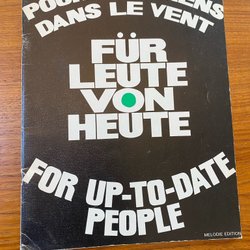 DANS LE VENT
FÜR
LEUTE
VON
HEUTE
FOR UP-TO-DATE
PEOPLE
MELODIE EDITION